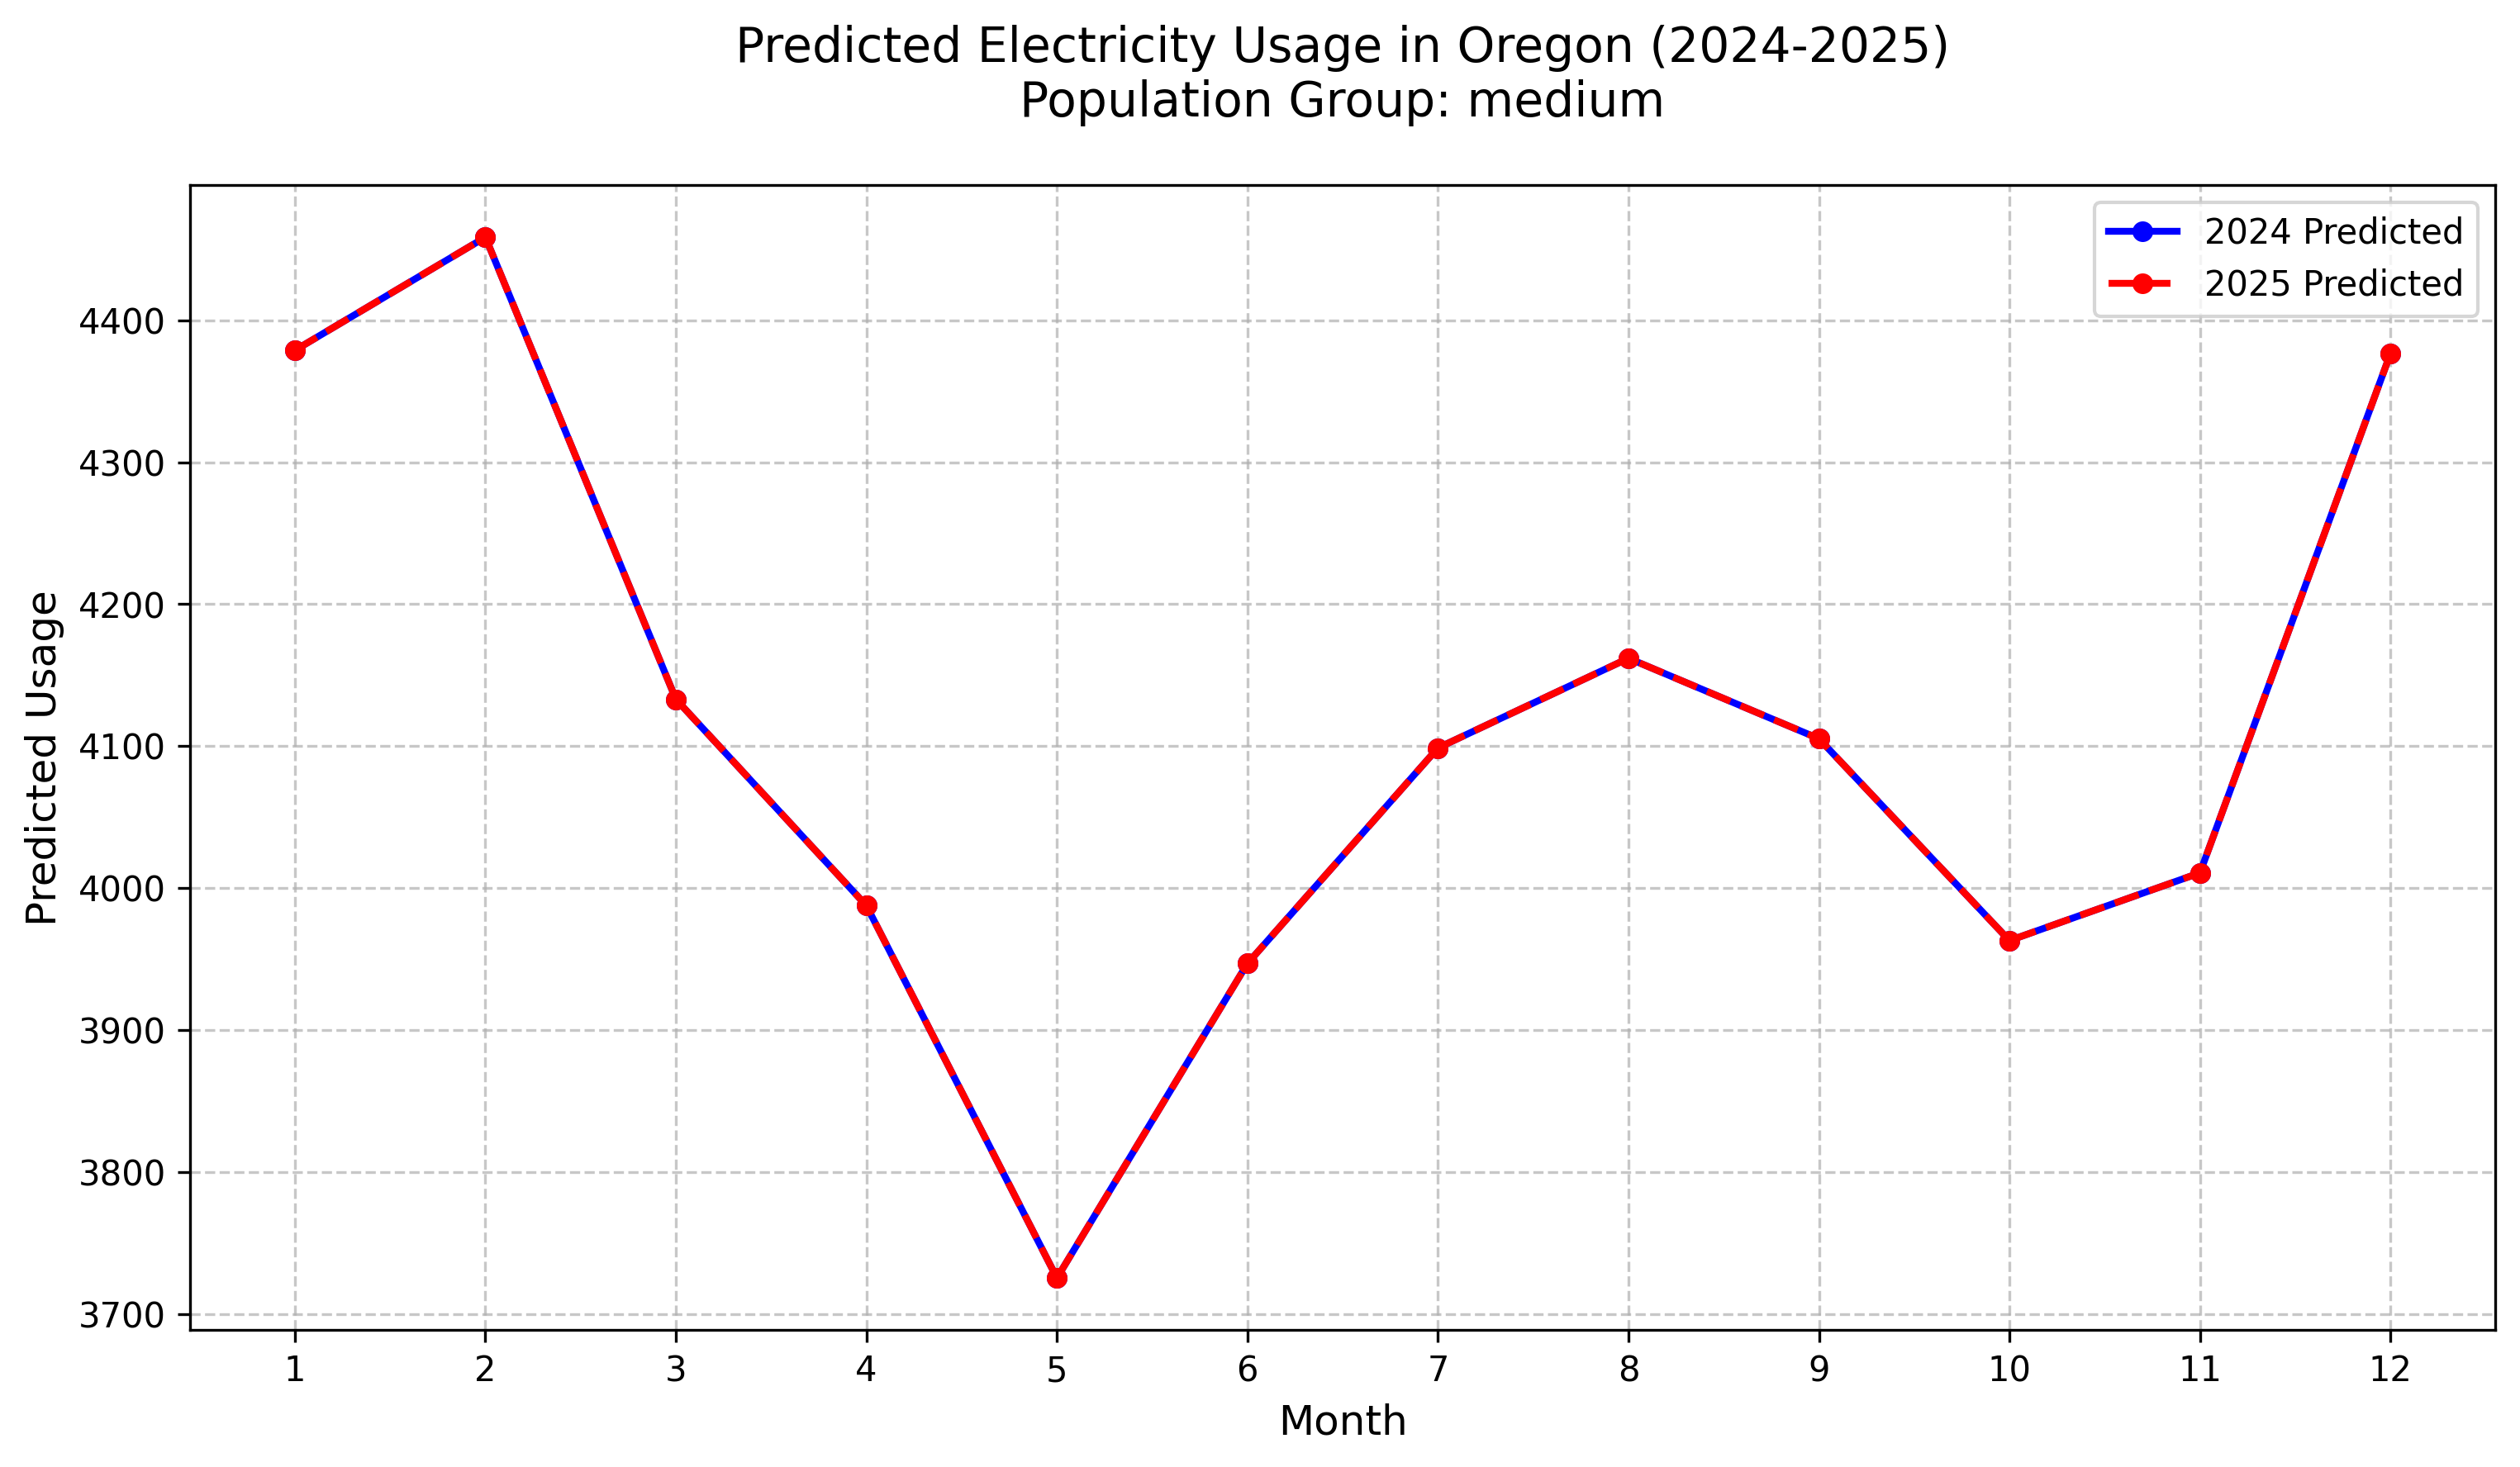 Predicted Electricity Usage in Oregon (2024-2025)
Population Group: medium
2024 Predicted
2025 Predicted
Predicted Usage
4400
4300
4200
4100
4000
3900
3800
3700
1 2 3 4 5 6 7 8 9 10 11 12
Month